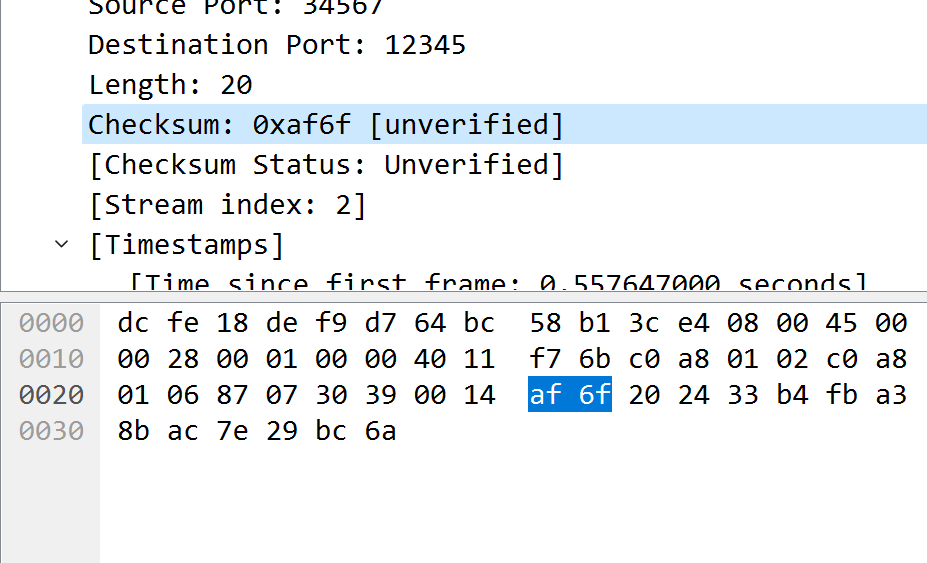 Source Port: 34567
Destination Port: 12345
Length: 20
Checksum: 0xaf6f [unverified]
[Checksum Status: Unverified]
[Stream index: 2]
[Timestamps]
[Time since first frame: 0.557647000 seconds]
0000 dc fe 18 de f9 d7 64 bc 58 b1 3c e4 08 00 45 00
0010 00 28 00 01 00 00 40 11 f7 6b c0 a8 01 02 c0 a8
0020 01 06 87 07 30 39 00 14 af 6f 20 24 33 b4 fb a3
0030 8b ac 7e 29 bc 6a